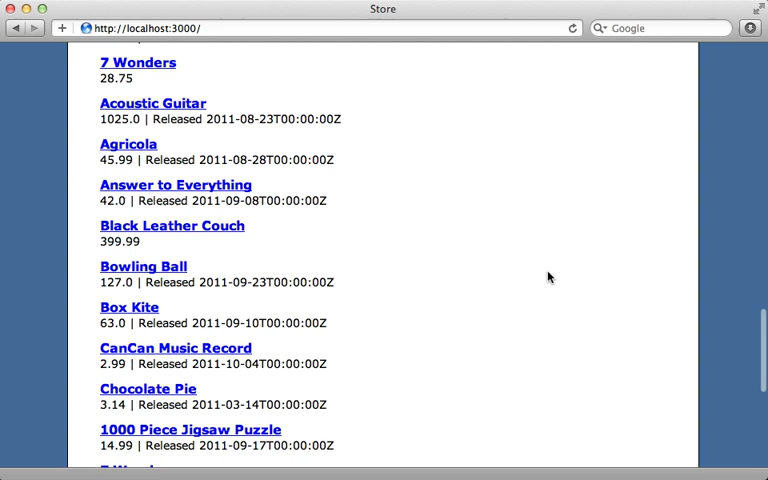 Store
http://localhost:3000/
Google
7 Wonders
28.75
Acoustic Guitar
1025.0 | Released 2011-08-23T00:00:00Z
Agricola
45.99 | Released 2011-08-28T00:00:00Z
Answer to Everything
42.0 | Released 2011-09-08T00:00:00Z
Black Leather Couch
399.99
Bowling Ball
127.0 | Released 2011-09-23T00:00:00Z
Box Kite
63.0 | Released 2011-09-10T00:00:00Z
CanCan Music Record
2.99 | Released 2011-10-04T00:00:00Z
Chocolate Pie
3.14 | Released 2011-03-14T00:00:00Z
1000 Piece Jigsaw Puzzle
14.99 | Released 2011-09-17T00:00:00Z